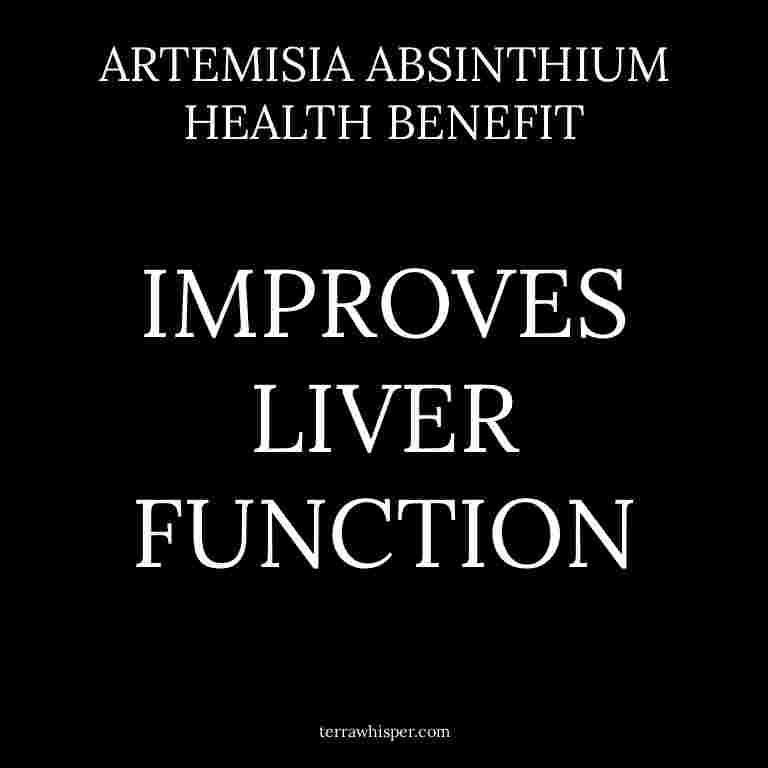 ARTEMISIA ABSINTHIUM
HEALTH BENEFIT
IMPROVES
LIVER
FUNCTION
terrawhisper.com